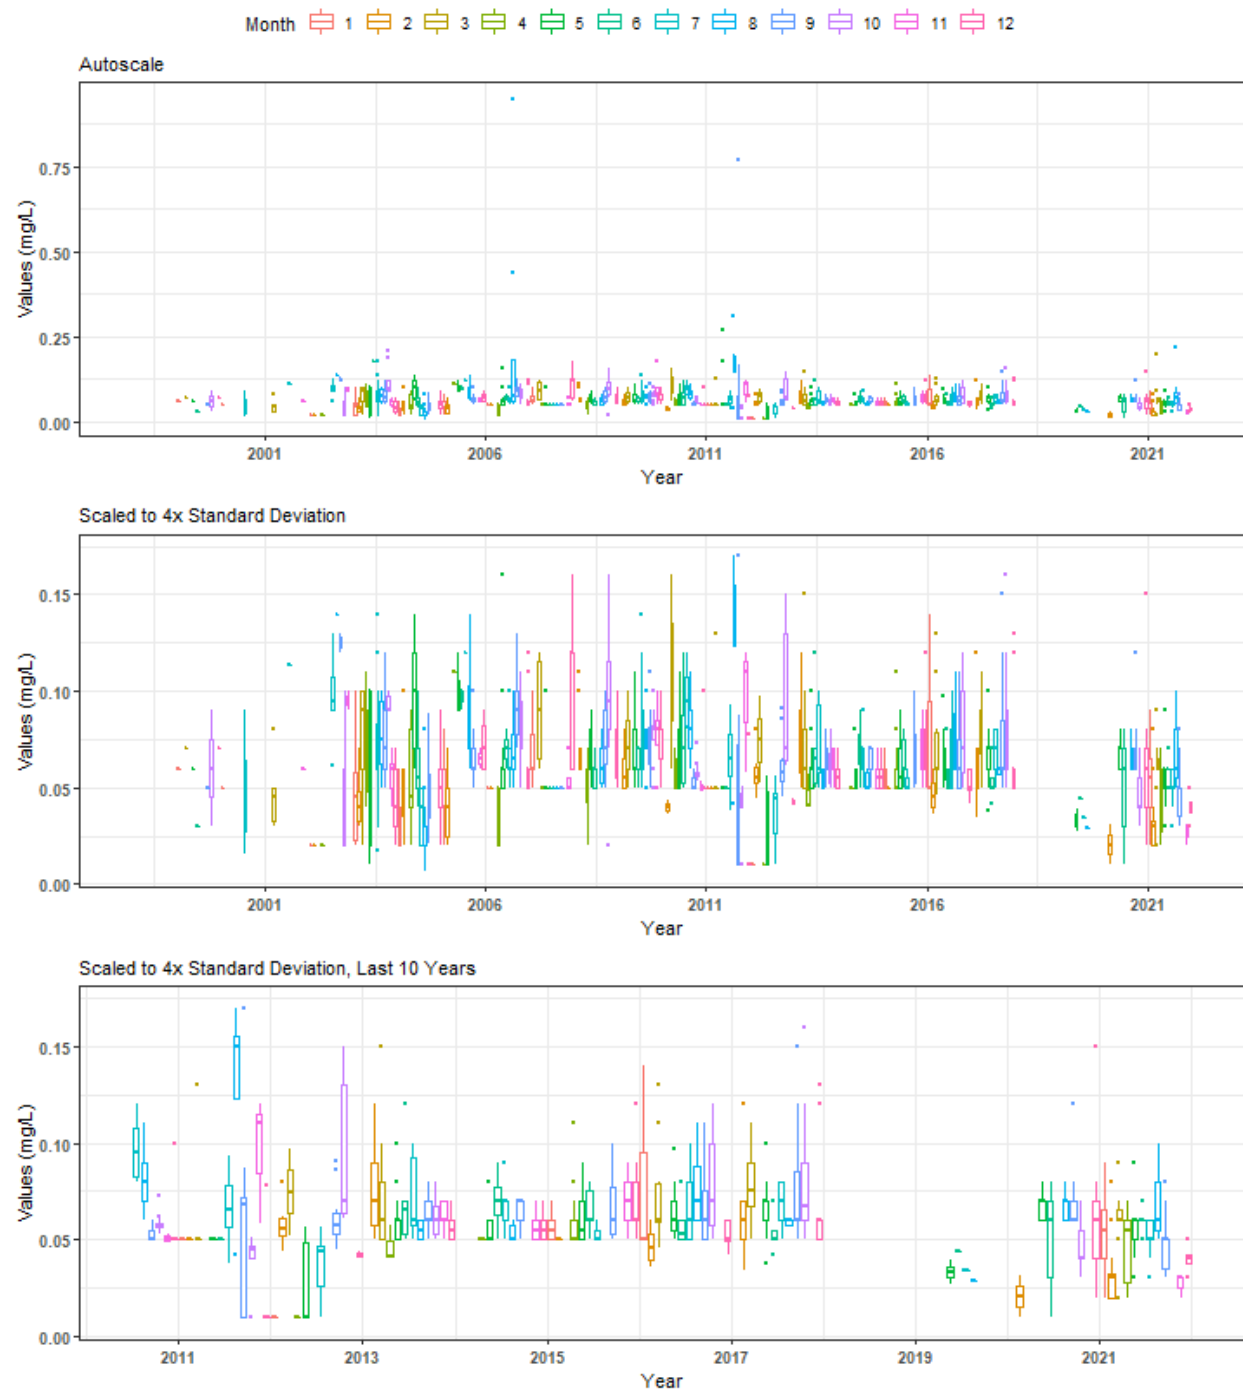 Month 1 2 3 4 5 6 7 8 9 10 11 12
Autoscale
Values (mg/L)
0.75
0.50
0.25
0.00
2001 2006 2011 2016 2021
Year
Scaled to 4x Standard Deviation
Values (mg/L)
0.15
0.10
0.05
0.00
2001 2006 2011 2016 2021
Year
Scaled to 4x Standard Deviation, Last 10 Years
Values (mg/L)
0.15
0.10
0.05
0.00
2011 2013 2015 2017 2019 2021
Year